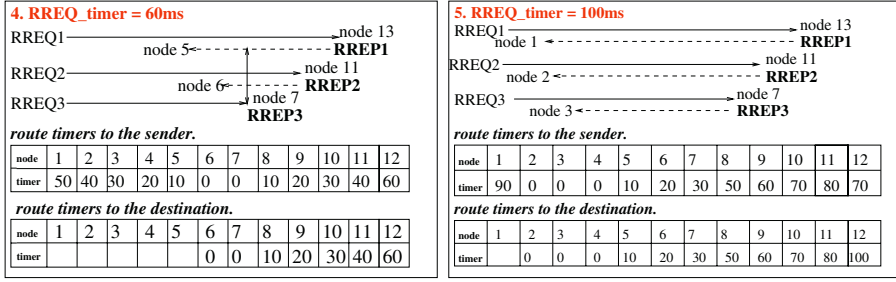 4. RREQ_timer = 60ms
RREQ1 node 13
node 5 RREP1
RREQ2 node 11
node 6 RREP2
RREQ3 node 7
RREP3
route timers to the sender.
node 1 2 3 4 5 6 7 8 9 10 11 12
timer 50 40 30 20 10 0 0 10 20 30 40 60
route timers to the destination.
node 1 2 3 4 5 6 7 8 9 10 11 12
timer 0 0 10 20 30 40 60
5. RREQ_timer = 100ms
RREQ1 node 13
node 1 RREP1
RREQ2 node 11
node 2 RREP2
RREQ3 node 7
node 3 RREP3
route timers to the sender.
node 1 2 3 4 5 6 7 8 9 10 11 12
timer 90 0 0 0 10 20 30 50 60 70 80 70
route timers to the destination.
node 1 2 3 4 5 6 7 8 9 10 11 12
timer 0 0 0 10 20 30 50 60 70 80 100